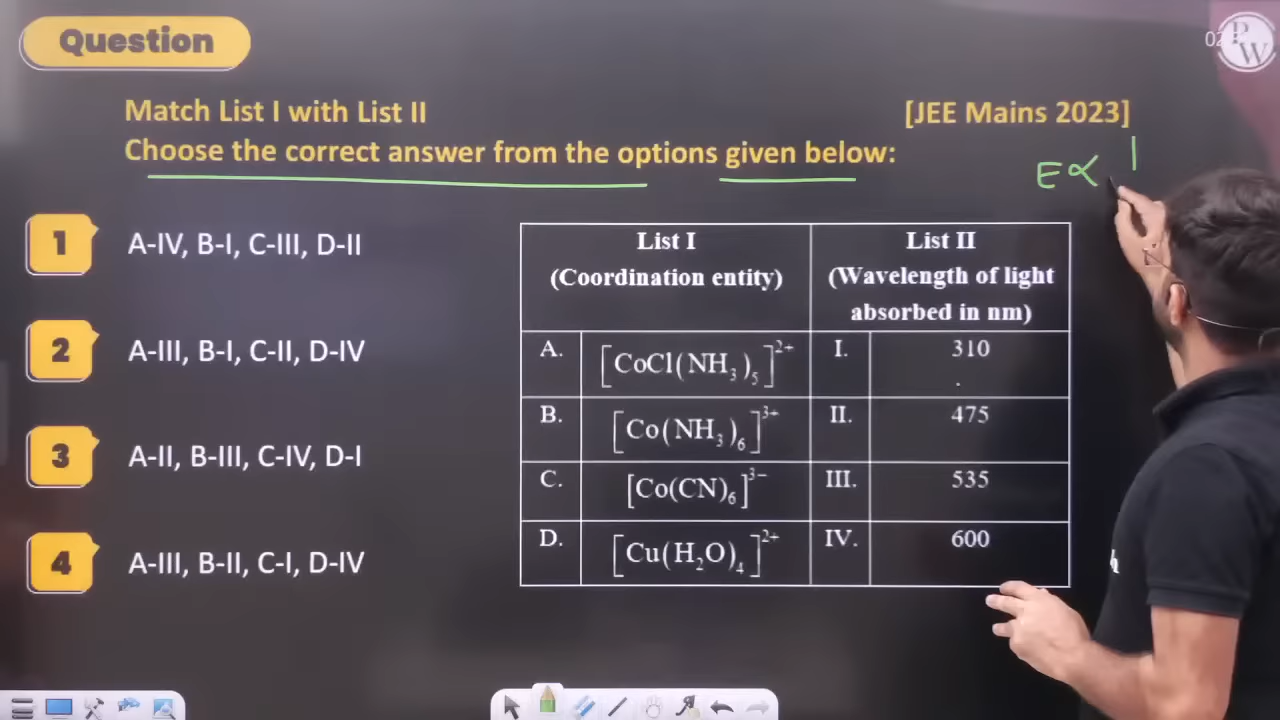 Question
PW
Match List I with List II [JEE Mains 2023]
Choose the correct answer from the options given below:
E ∝ 1
1 A-IV, B-I, C-III, D-II
2 A-III, B-I, C-II, D-IV
3 A-II, B-III, C-IV, D-I
4 A-III, B-II, C-I, D-IV
List I (Coordination entity) List II (Wavelength of light absorbed in nm)
A. [CoCl(NH₃)₅]²⁺ I. 310
B. [Co(NH₃)₆]³⁺ II. 475
C. [Co(CN)₆]³⁻ III. 535
D. [Cu(H₂O)₄]²⁺ IV. 600